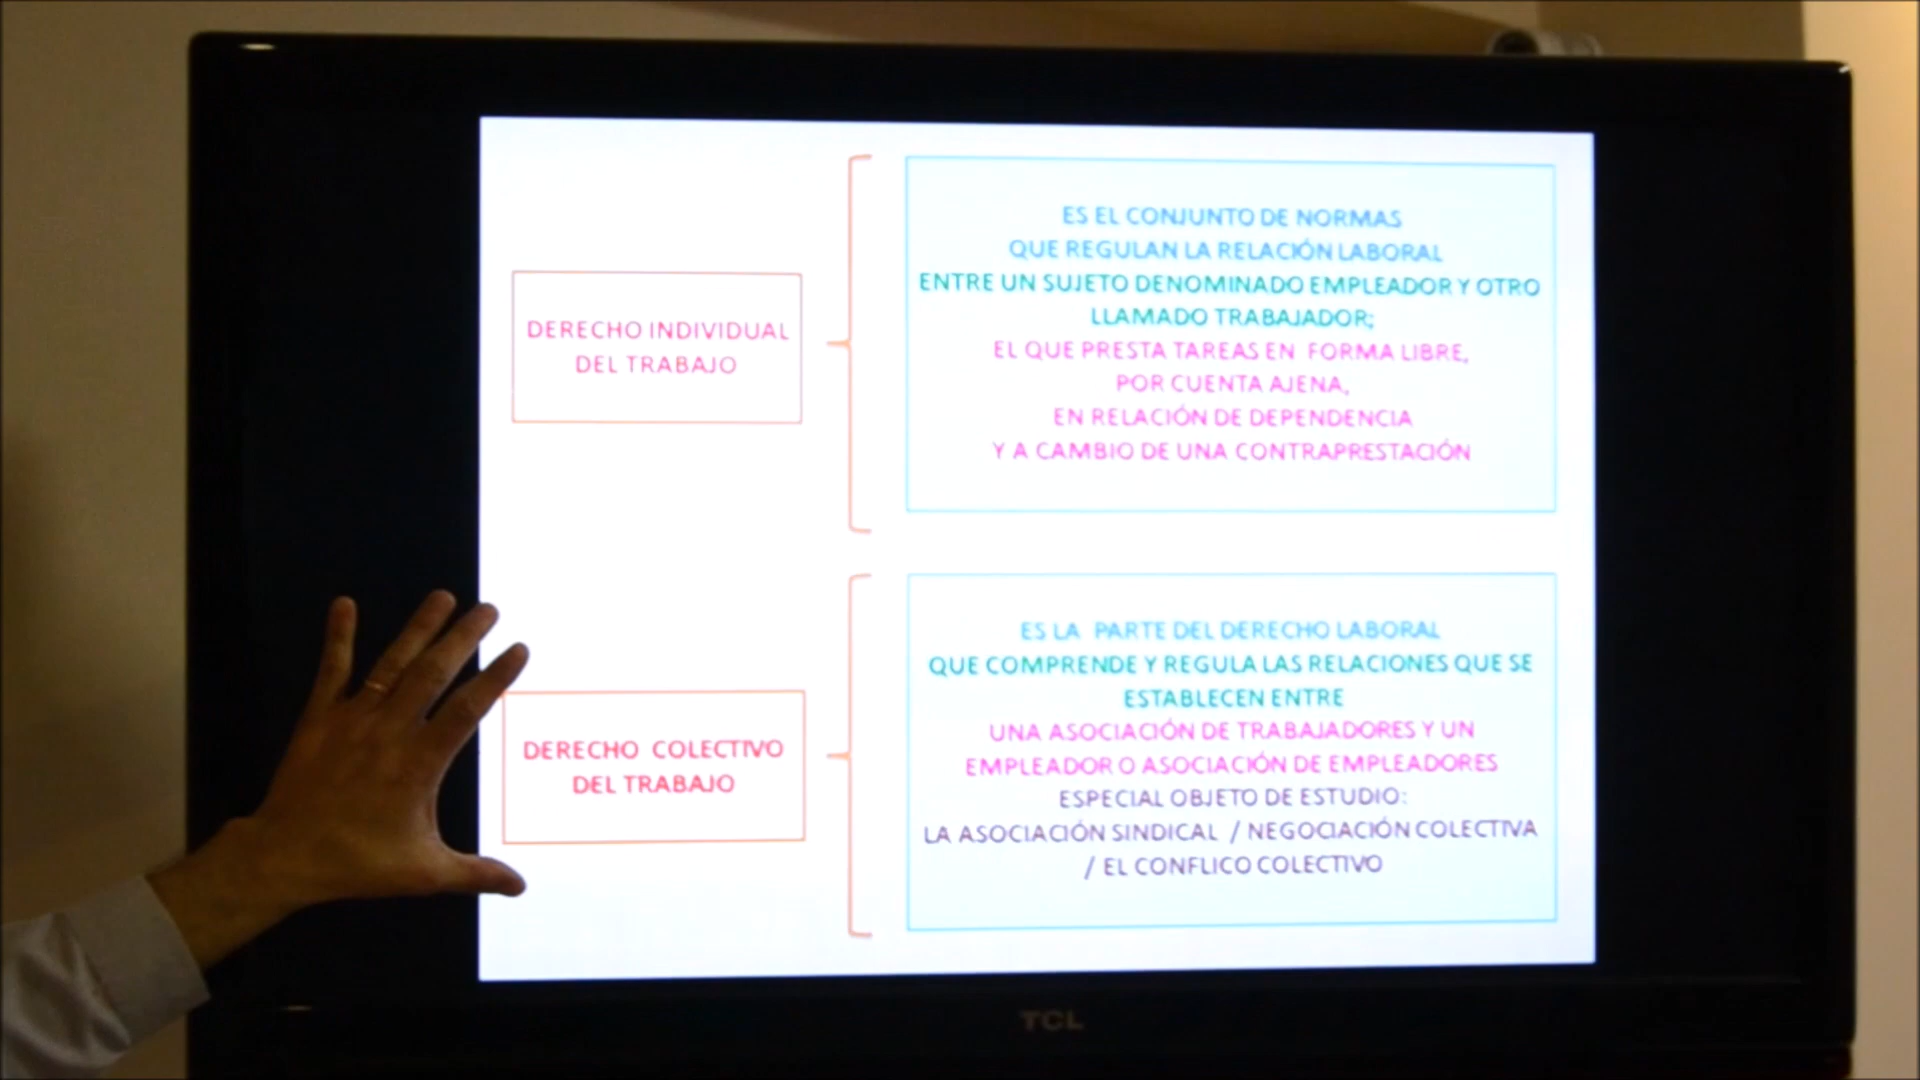 DERECHO INDIVIDUAL
DEL TRABAJO
ES EL CONJUNTO DE NORMAS
QUE REGULAN LA RELACIÓN LABORAL
ENTRE UN SUJETO DENOMINADO EMPLEADOR Y OTRO
LLAMADO TRABAJADOR;
EL QUE PRESTA TAREAS EN FORMA LIBRE,
POR CUENTA AJENA,
EN RELACIÓN DE DEPENDENCIA
Y A CAMBIO DE UNA CONTRAPRESTACIÓN
DERECHO COLECTIVO
DEL TRABAJO
ES LA PARTE DEL DERECHO LABORAL
QUE COMPRENDE Y REGULA LAS RELACIONES QUE SE
ESTABLECEN ENTRE
UNA ASOCIACIÓN DE TRABAJADORES Y UN
EMPLEADOR O ASOCIACIÓN DE EMPLEADORES
ESPECIAL OBJETO DE ESTUDIO:
LA ASOCIACIÓN SINDICAL / NEGOCIACIÓN COLECTIVA
/ EL CONFLICO COLECTIVO
TCL